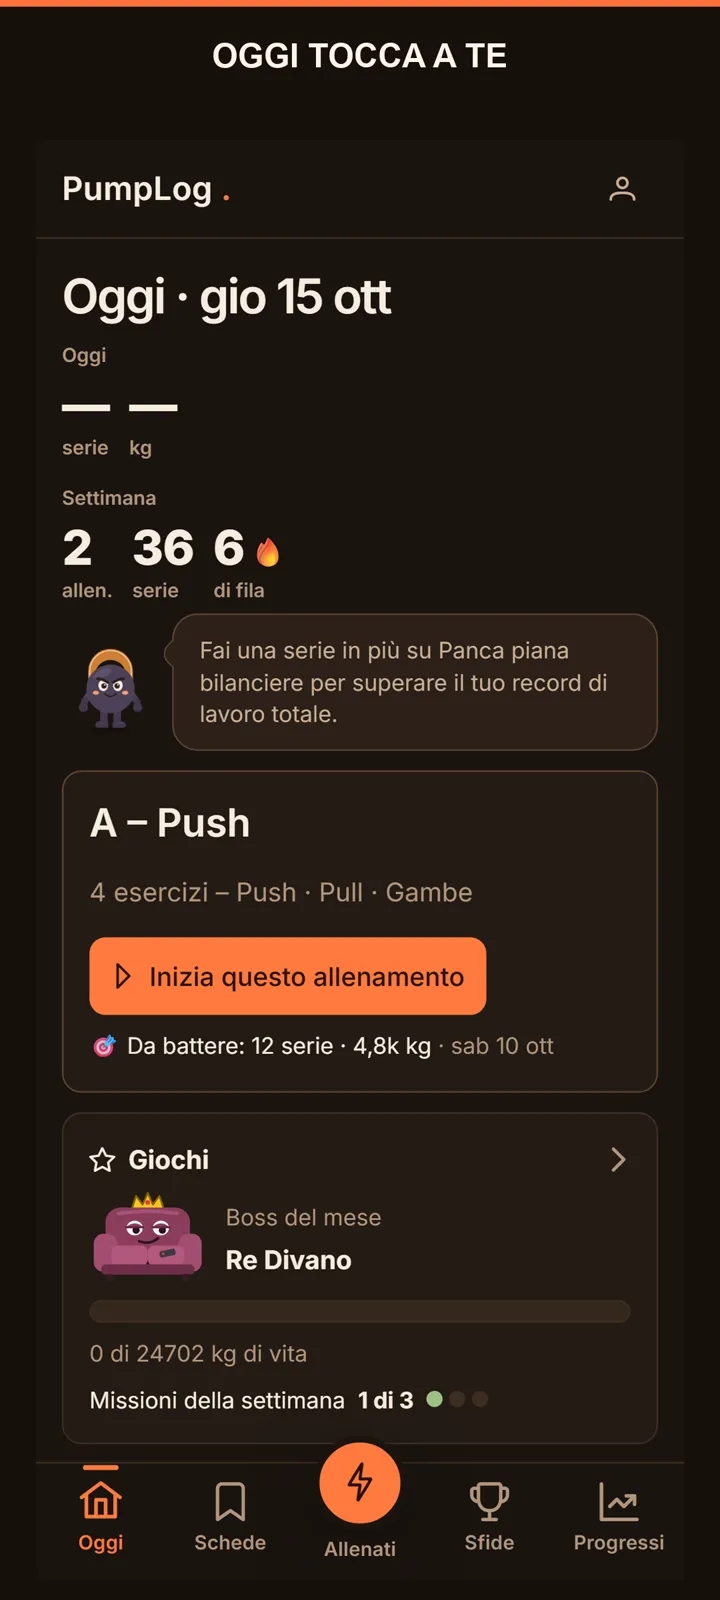 OGGI TOCCA A TE
PumpLog .
Oggi · gio 15 ott
Oggi
— —
serie kg
Settimana
2 36 6
allen. serie di fila
Fai una serie in più su Panca piana
bilanciere per superare il tuo record di
lavoro totale.
A – Push
4 esercizi – Push · Pull · Gambe
Inizia questo allenamento
Da battere: 12 serie · 4,8k kg · sab 10 ott
Giochi
Boss del mese
Re Divano
0 di 24702 kg di vita
Missioni della settimana 1 di 3
Oggi Schede Allenati Sfide Progressi